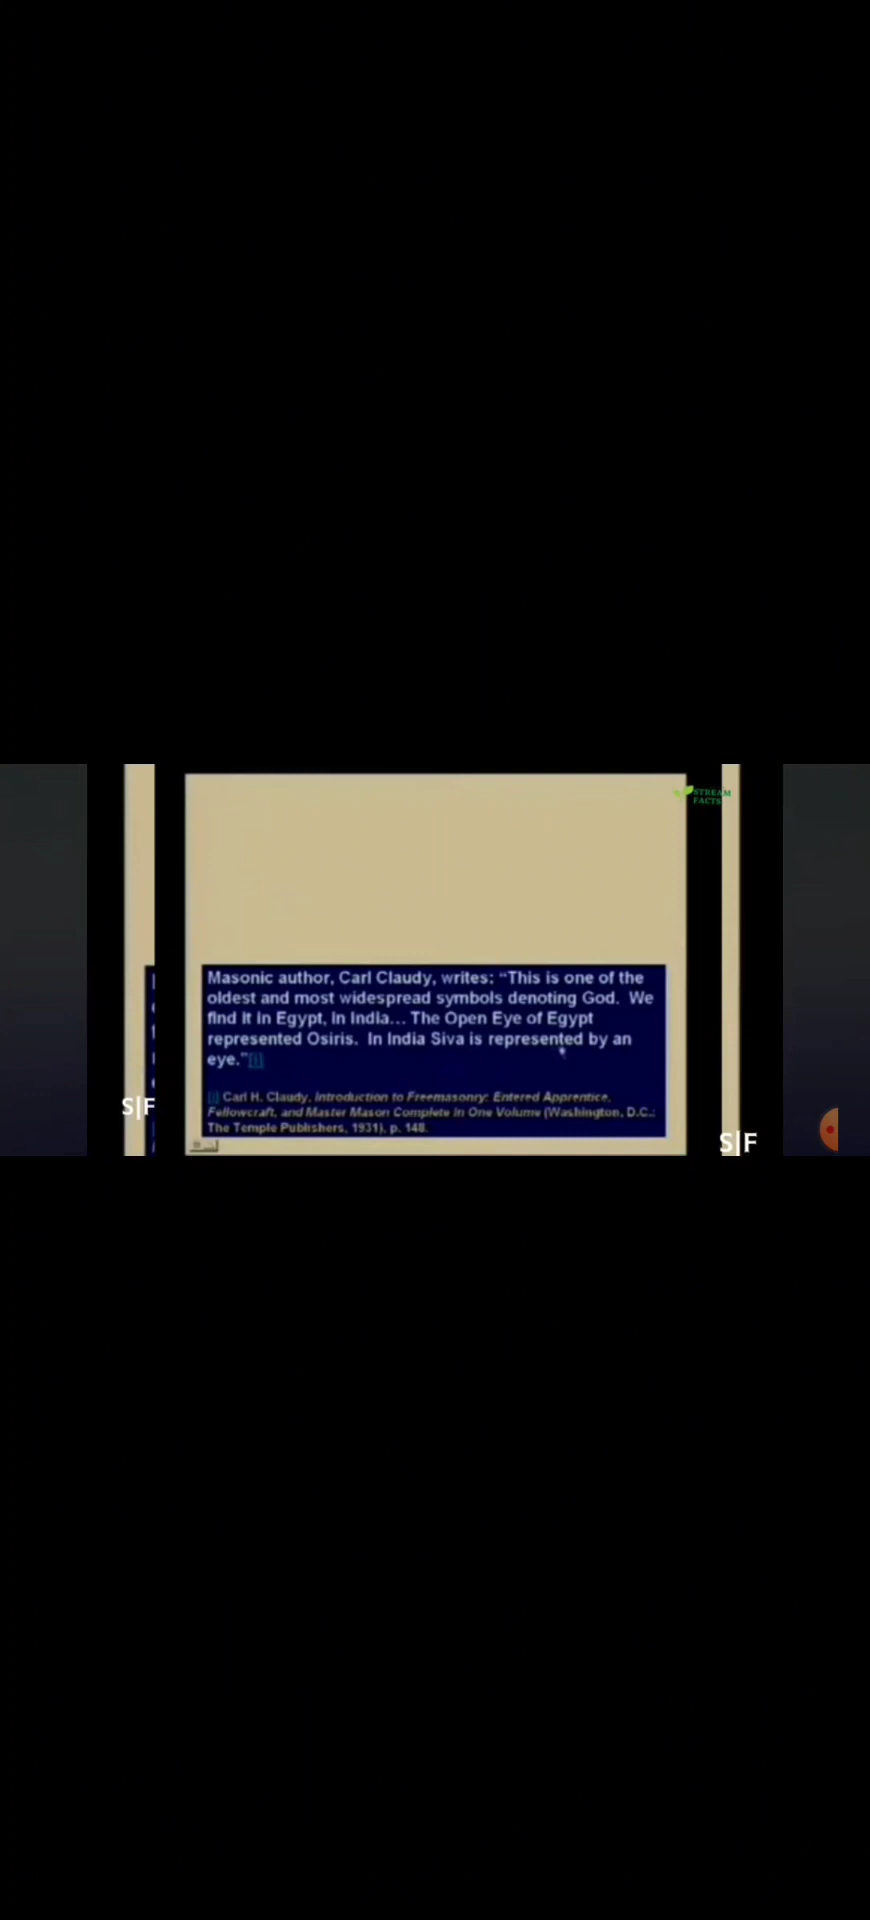 STREAM
FACTS
Masonic author, Carl Claudy, writes: “This is one of the
oldest and most widespread symbols denoting God. We
find it in Egypt, in India... The Open Eye of Egypt
represented Osiris. In India Siva is represented by an
eye.”[i]
[i] Carl H. Claudy, Introduction to Freemasonry: Entered Apprentice,
Fellowcraft, and Master Mason Complete in One Volume (Washington, D.C.:
The Temple Publishers, 1931), p. 148.
S|F
S|F